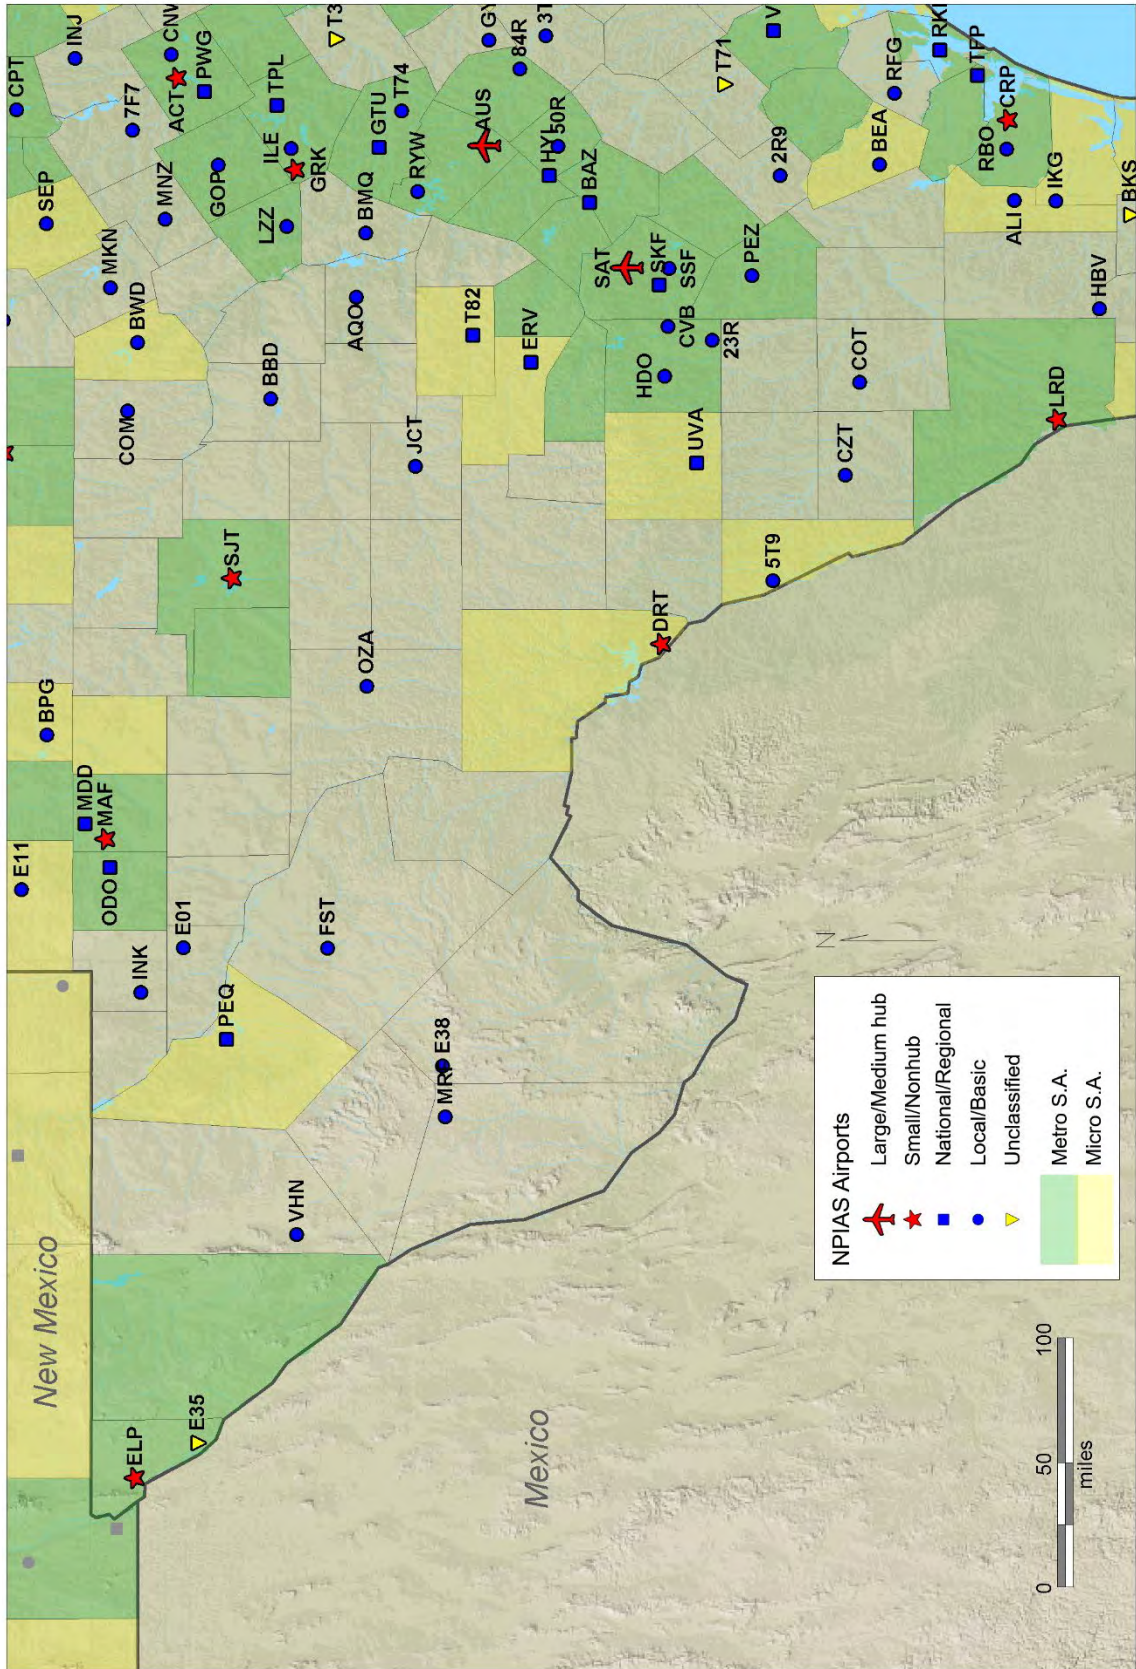 E11
CPT
SEP
New Mexico
BPG
INJ
MDD
MAF
ODO
MKN
COM
BWD
7F7
ELP
INK
MNZ
ACT
E01
E35
PWG
GOP
PEQ
SJT
BBD
LZZ
ILE
TPL
VHN
GRK
FST
T3
AQO
OZA
BMQ
GTU
T74
JCT
RYW
E38
T82
AUS
GY
84R
ERV
Mexico
HYI
50R
3T
BAZ
SAT
HDO
DRT
SKF
SSF
CVB
UVA
T71
23R
PEZ
5T9
2R9
V
N
CZT
COT
BEA
RFG
TFP
RBO
CRP
ALI
LRD
IKG
HBV
BKS
NPIAS Airports
Large/Medium hub
Small/Nonhub
National/Regional
Local/Basic
Unclassified
Metro S.A.
Micro S.A.
0 50 100
miles